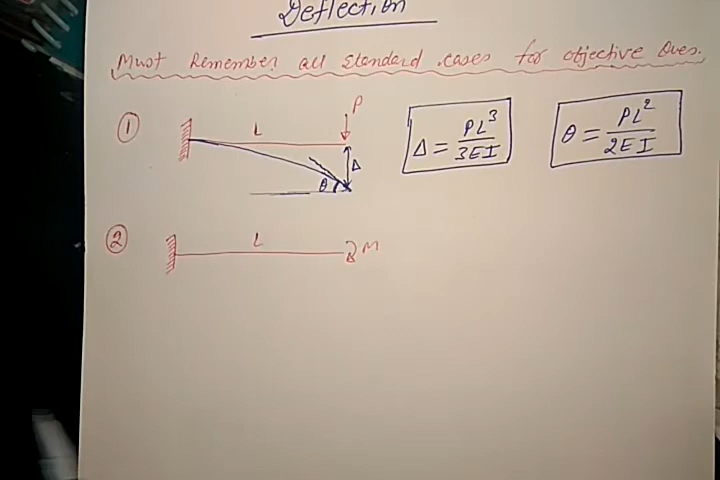 Deflection
Must Remember all standard cases for objective Ques.
① L P Δ θ Δ = PL³/3EI θ = PL²/2EI
② L M